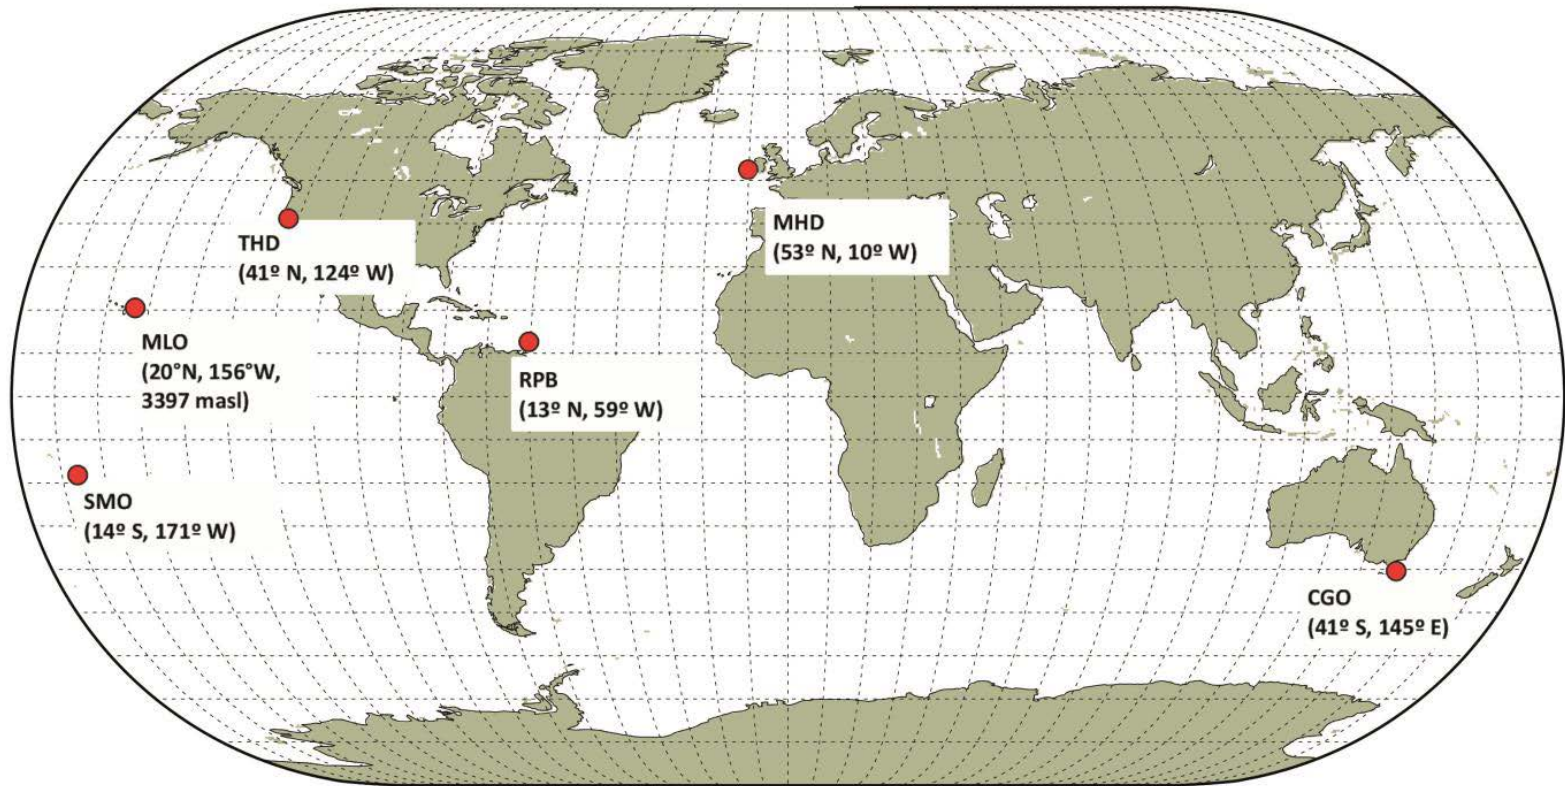 MHD
(53º N, 10º W)
THD
(41º N, 124º W)
MLO
(20°N, 156°W,
3397 masl)
RPB
(13º N, 59º W)
SMO
(14º S, 171º W)
CGO
(41º S, 145º E)